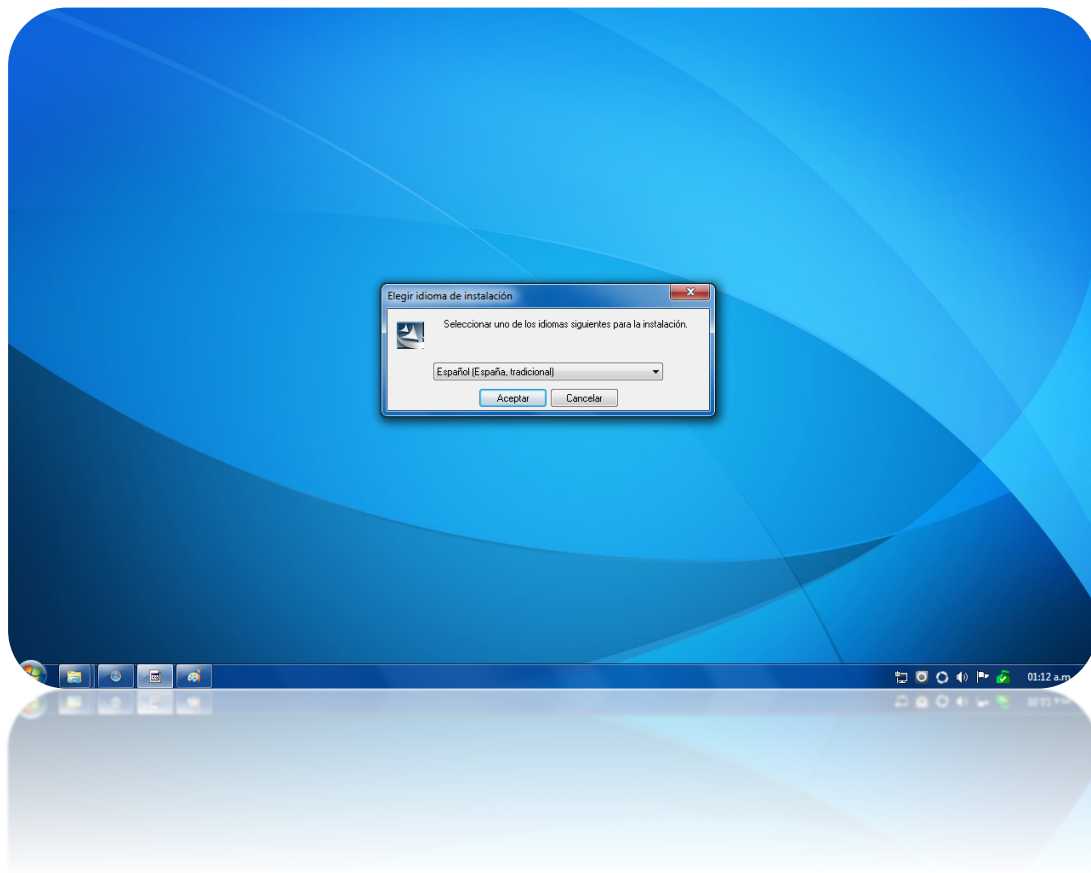 Elegir idioma de instalación
Seleccionar uno de los idiomas siguientes para la instalación.
Español (España, tradicional)
Aceptar Cancelar
01:12 a.m.